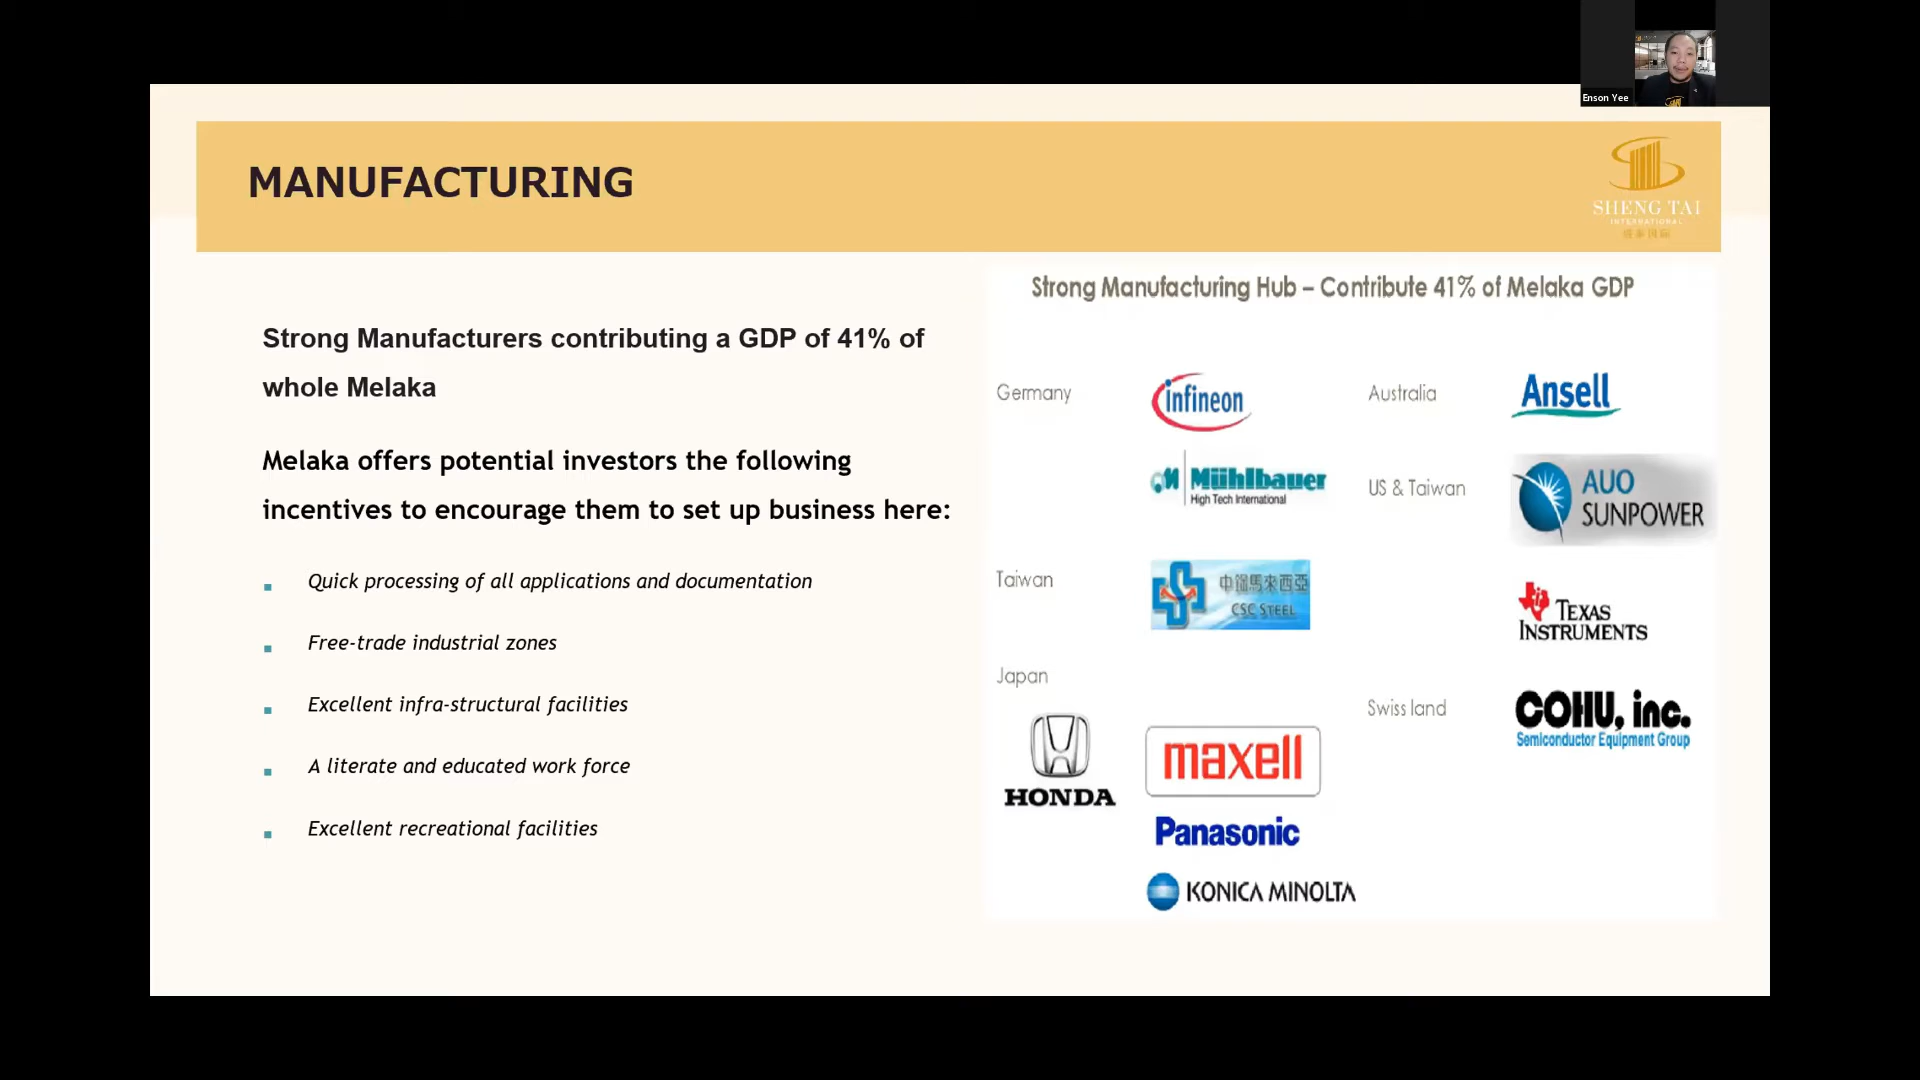 Enson Yee
MANUFACTURING
SHENG TAI
INTERNATIONAL
Strong Manufacturers contributing a GDP of 41% of
whole Melaka
Melaka offers potential investors the following
incentives to encourage them to set up business here:
Quick processing of all applications and documentation
Free-trade industrial zones
Excellent infra-structural facilities
A literate and educated work force
Excellent recreational facilities
Strong Manufacturing Hub – Contribute 41% of Melaka GDP
Germany
infineon
Australia
Ansell
Mühlbauer
High Tech International
US & Taiwan
AUO
SUNPOWER
Taiwan
中鋼馬來西亞
CSC STEEL
TEXAS
INSTRUMENTS
Japan
HONDA
maxell
Panasonic
KONICA MINOLTA
Swiss land
COHU, inc.
Semiconductor Equipment Group